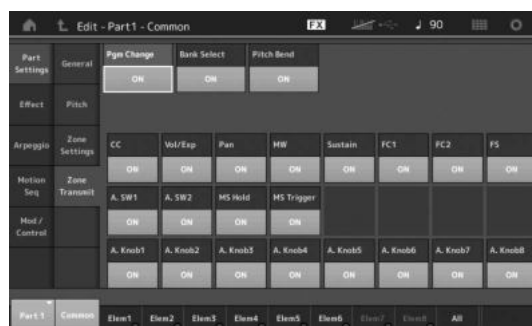 Edit - Part1 - Common FX 90
Part Settings General Pgm Change Bank Select Pitch Bend
ON ON ON
Effect Pitch
Arpeggio Zone Settings CC Vol/Exp Pan MW Sustain FC1 FC2 FS
ON ON ON ON ON ON ON ON
Motion Seq Zone Transmit A. SW1 A. SW2 MS Hold MS Trigger
ON ON ON ON
Mod / Control A. Knob1 A. Knob2 A. Knob3 A. Knob4 A. Knob5 A. Knob6 A. Knob7 A. Knob8
ON ON ON ON ON ON ON ON
Part 1 Common Elem1 Elem2 Elem3 Elem4 Elem5 Elem6 Elem7 Elem8 All